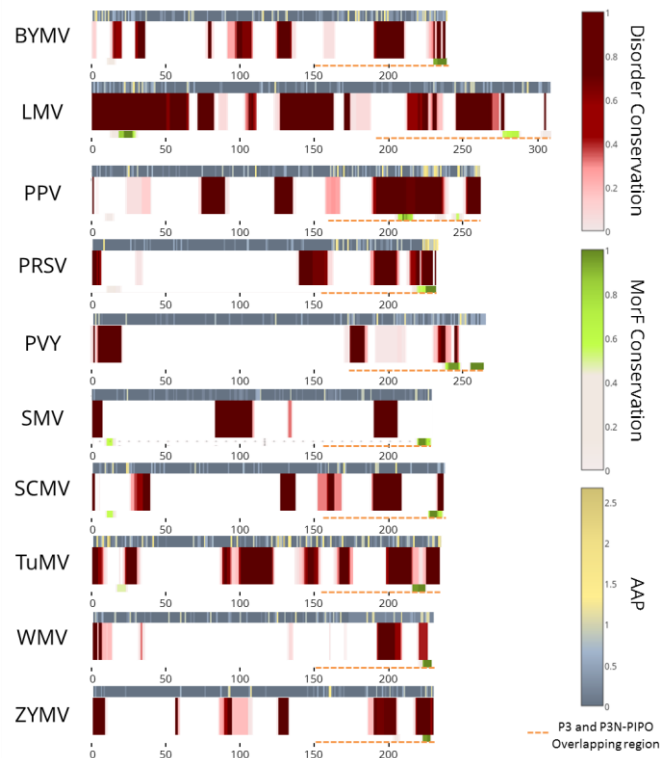 BYMV
0 50 100 150 200
LMV
0 50 100 150 200 250 300
PPV
0 50 100 150 200 250
PRSV
0 50 100 150 200
PVY
0 50 100 150 200 250
SMV
0 50 100 150 200
SCMV
0 50 100 150 200
TuMV
0 50 100 150 200
WMV
0 50 100 150 200
ZYMV
0 50 100 150 200
1
0.8
0.6
0.4
0.2
0
Disorder Conservation
1
0.8
0.6
0.4
0.2
0
MorF Conservation
2.5
2
1.5
1
0.5
0
AAP
P3 and P3N-PIPO
Overlapping region